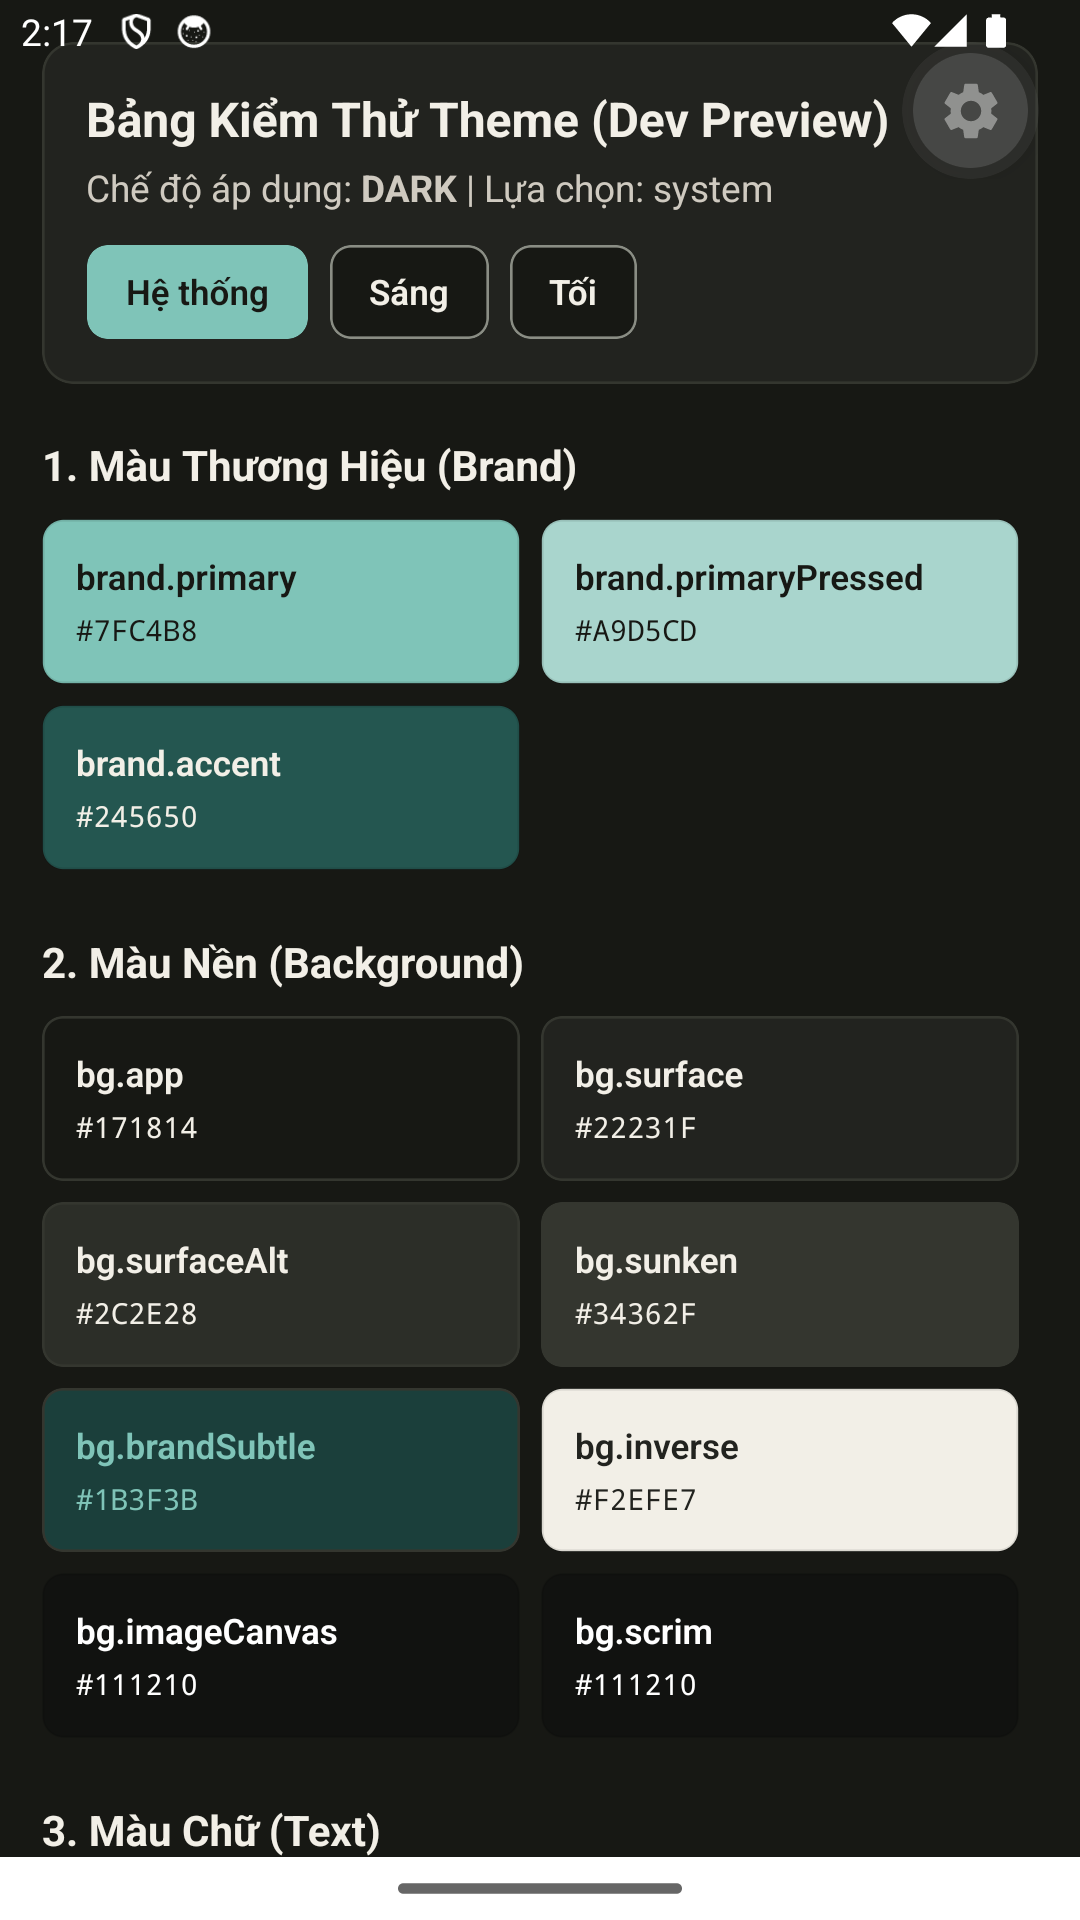 2:17
Bảng Kiểm Thử Theme (Dev Preview)
Chế độ áp dụng: DARK | Lựa chọn: system
Hệ thống
Sáng
Tối
1. Màu Thương Hiệu (Brand)
brand.primary
#7FC4B8
brand.primaryPressed
#A9D5CD
brand.accent
#245650
2. Màu Nền (Background)
bg.app
#171814
bg.surface
#22231F
bg.surfaceAlt
#2C2E28
bg.sunken
#34362F
bg.brandSubtle
#1B3F3B
bg.inverse
#F2EFE7
bg.imageCanvas
#111210
bg.scrim
#111210
3. Màu Chữ (Text)